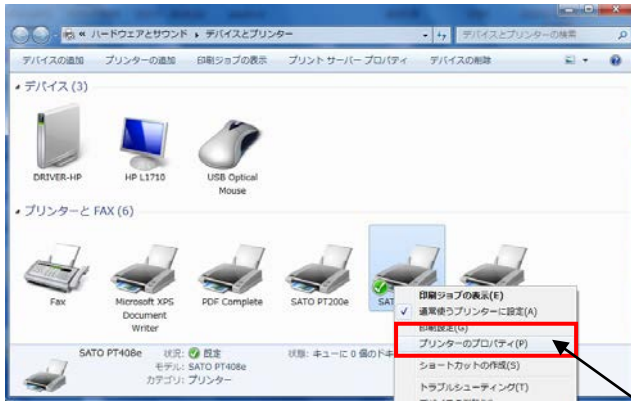 « ハードウェアとサウンド ▸ デバイスとプリンター
デバイスとプリンターの検索
デバイスの追加 プリンターの追加 印刷ジョブの表示 プリント サーバー プロパティ デバイスの削除
デバイス (3)
DRIVER-HP
HP L1710
USB Optical
Mouse
プリンターと FAX (6)
Fax
Microsoft XPS
Document
Writer
PDF Complete
SATO PT200e
印刷ジョブの表示(E)
通常使うプリンターに設定(A)
印刷設定(G)
プリンターのプロパティ(P)
ショートカットの作成(S)
トラブルシューティング(T)
SATO PT408e 状況: 既定 状態: キューに 0 個のドキ
モデル: SATO PT408e
カテゴリ: プリンター